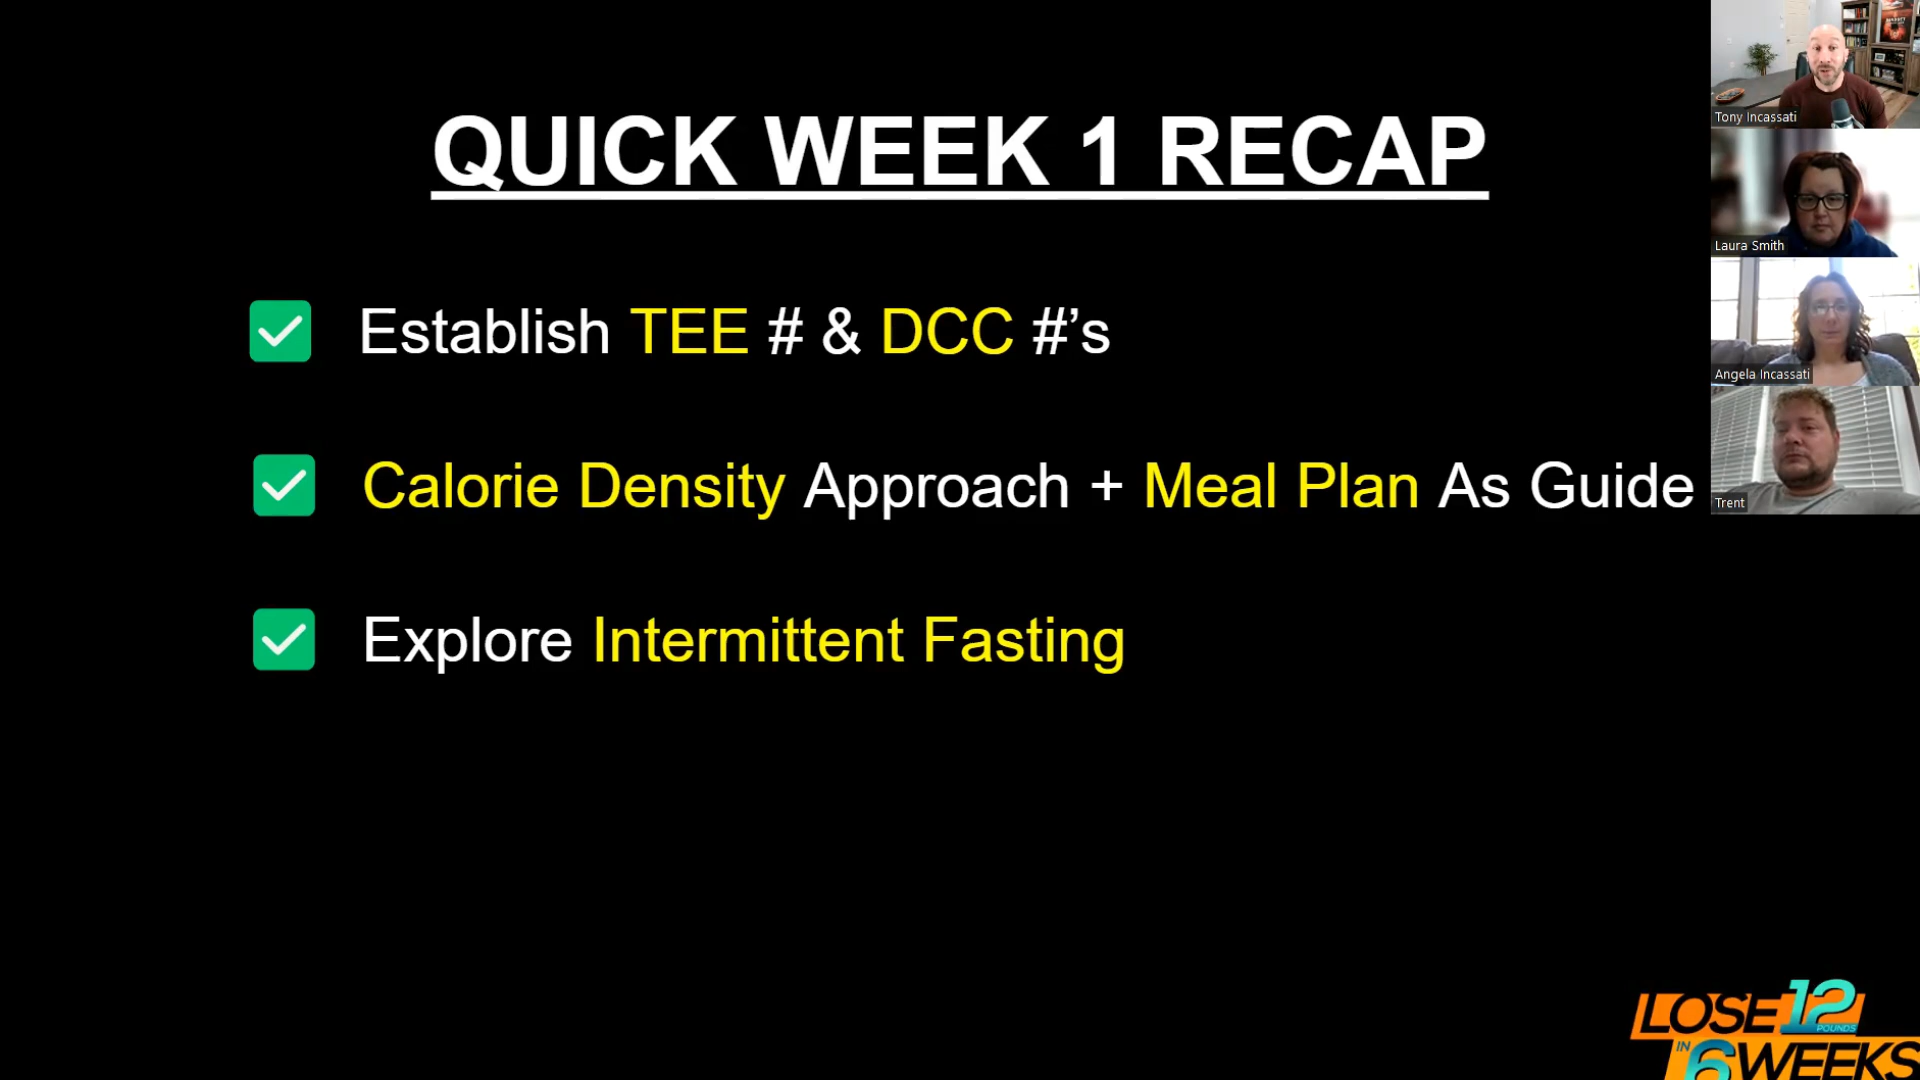 QUICK WEEK 1 RECAP
Establish TEE # & DCC #’s
Calorie Density Approach + Meal Plan As Guide
Explore Intermittent Fasting
Tony Incassati
Laura Smith
Angela Incassati
Trent
LOSE 12
POUNDS
IN 6 WEEKS